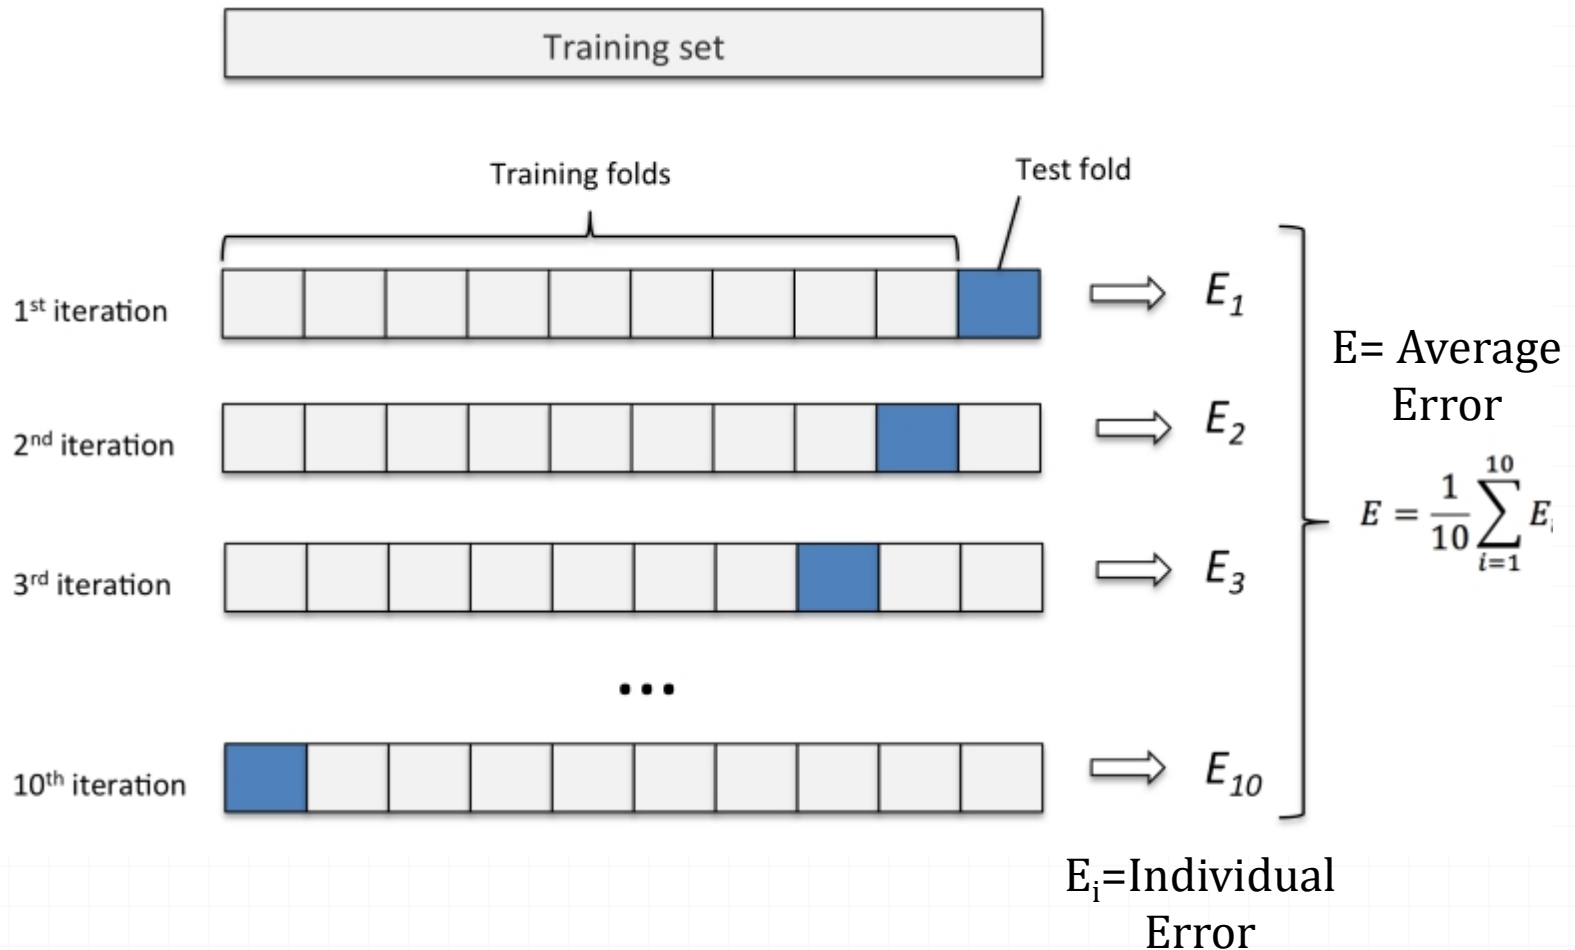 Training set
Training folds
Test fold
1st iteration
E1
2nd iteration
E2
3rd iteration
E3
...
10th iteration
E10
E= Average
Error
E = 1/10 ∑ i=1 10 Ei
Ei=Individual
Error